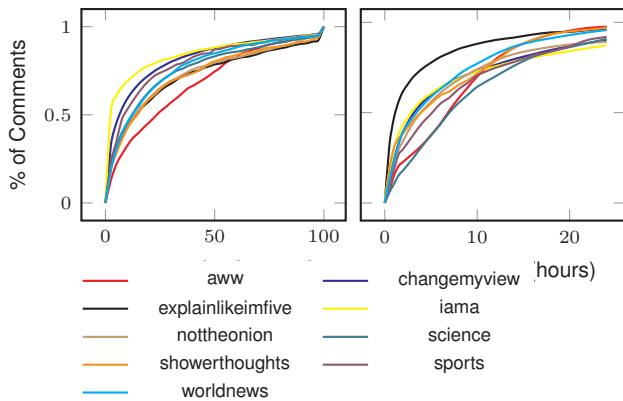 % of Comments
1
0.5
0
0 50 100
0 10 20
hours)
aww changemyview
explainlikeimfive iama
nottheonion science
showerthoughts sports
worldnews